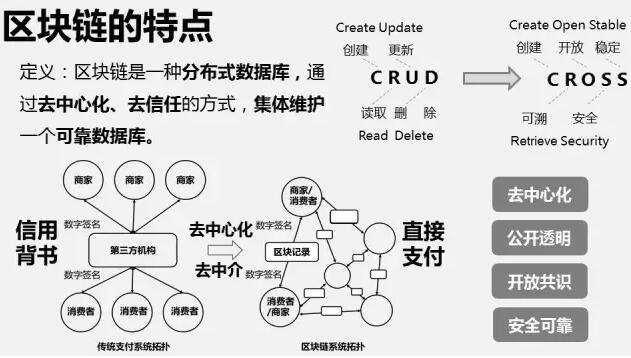 区块链的特点
定义：区块链是一种分布式数据库，通
过去中心化、去信任的方式，集体维护
一个可靠数据库。
Create Update
创建 更新
CRUD
读取 删 除
Read Delete
Create Open Stable
创建 开放 稳定
CROSS
可溯 安全
Retrieve Security
信用
背书
商家 商家 商家
数字签名
第三方机构
数字签名
消费者 消费者 消费者
传统支付系统拓扑
去中心化
去中介
商家/
消费者
数字签名
区块记录
数字签名
消费者
/商家
区块链系统拓扑
直接
支付
去中心化
公开透明
开放共识
安全可靠